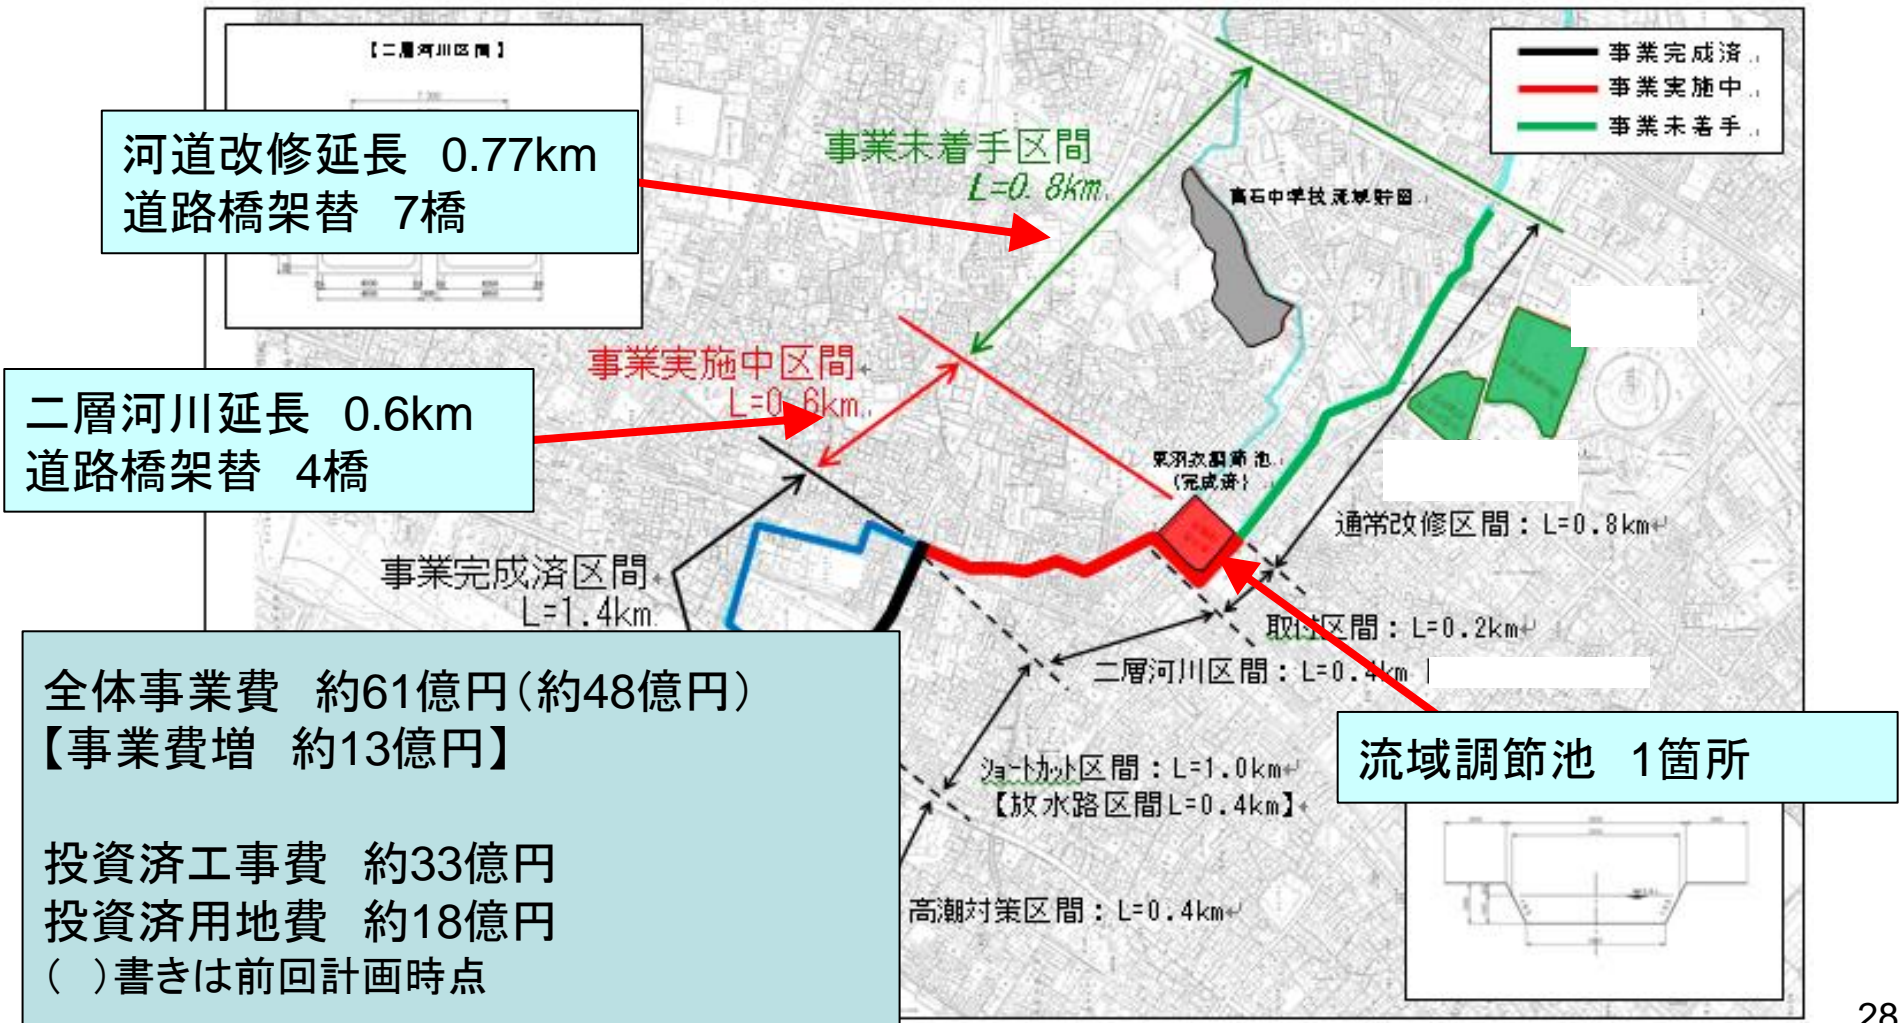 【二層河川区間】
事業完成済
事業実施中
事業未着手
河道改修延長　0.77km
道路橋架替　7橋
事業未着手区間
L=0.8km
事業実施中区間
L=0.6km
二層河川延長　0.6km
道路橋架替　4橋
東羽衣調節池
(完成済)
通常改修区間：L=0.8km
事業完成済区間
L=1.4km
取付区間：L=0.2km
二層河川区間：L=0.4km
全体事業費　約61億円（約48億円）
【事業費増　約13億円】
投資済工事費　約33億円
投資済用地費　約18億円
（　）書きは前回計画時点
流域調節池　1箇所
ショートカット区間：L=1.0km
【放水路区間L=0.4km】
高潮対策区間：L=0.4km
28